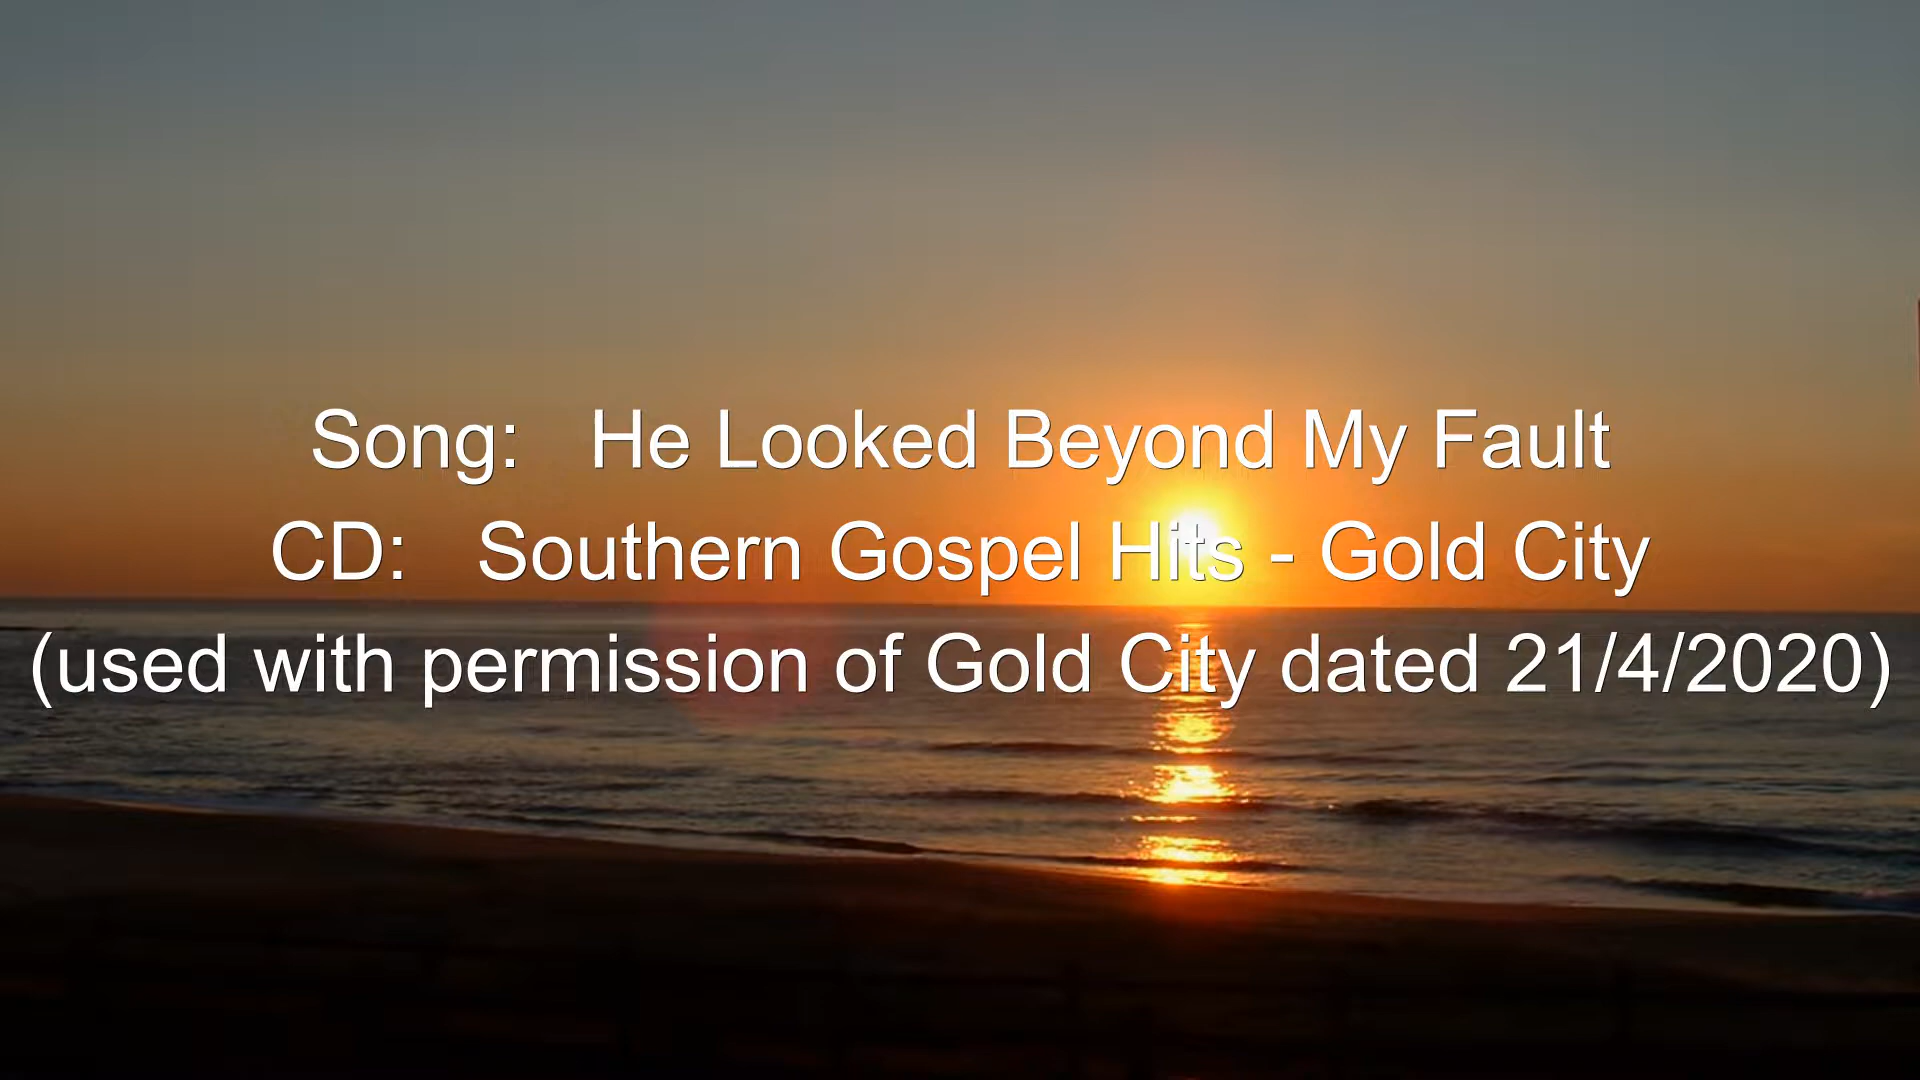 Song:   He Looked Beyond My Fault
CD:   Southern Gospel Hits - Gold City
(used with permission of Gold City dated 21/4/2020)